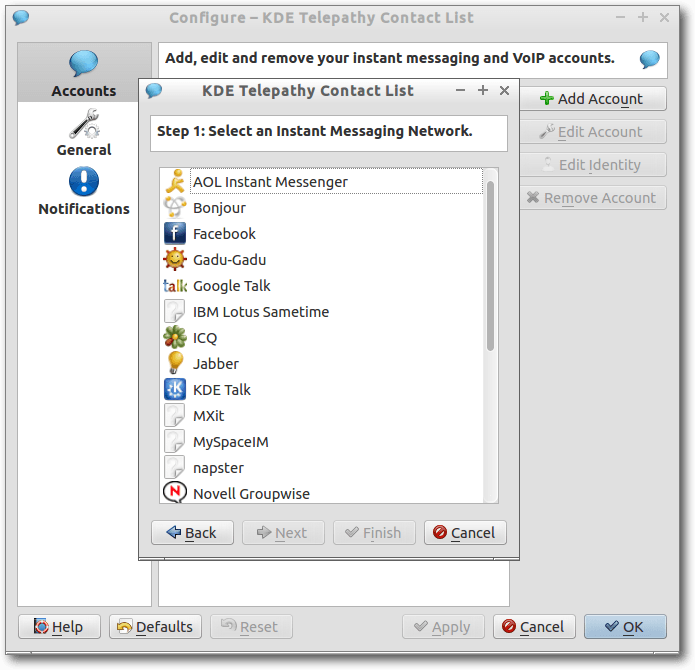 Configure – KDE Telepathy Contact List
Accounts
General
Notifications
Add, edit and remove your instant messaging and VoIP accounts.
Add Account
Edit Account
Edit Identity
Remove Account
KDE Telepathy Contact List
Step 1: Select an Instant Messaging Network.
AOL Instant Messenger
Bonjour
f Facebook
Gadu-Gadu
talk Google Talk
IBM Lotus Sametime
ICQ
Jabber
K KDE Talk
MXit
MySpaceIM
napster
N Novell Groupwise
Back
Next
Finish
Cancel
Help
Defaults
Reset
Apply
Cancel
OK